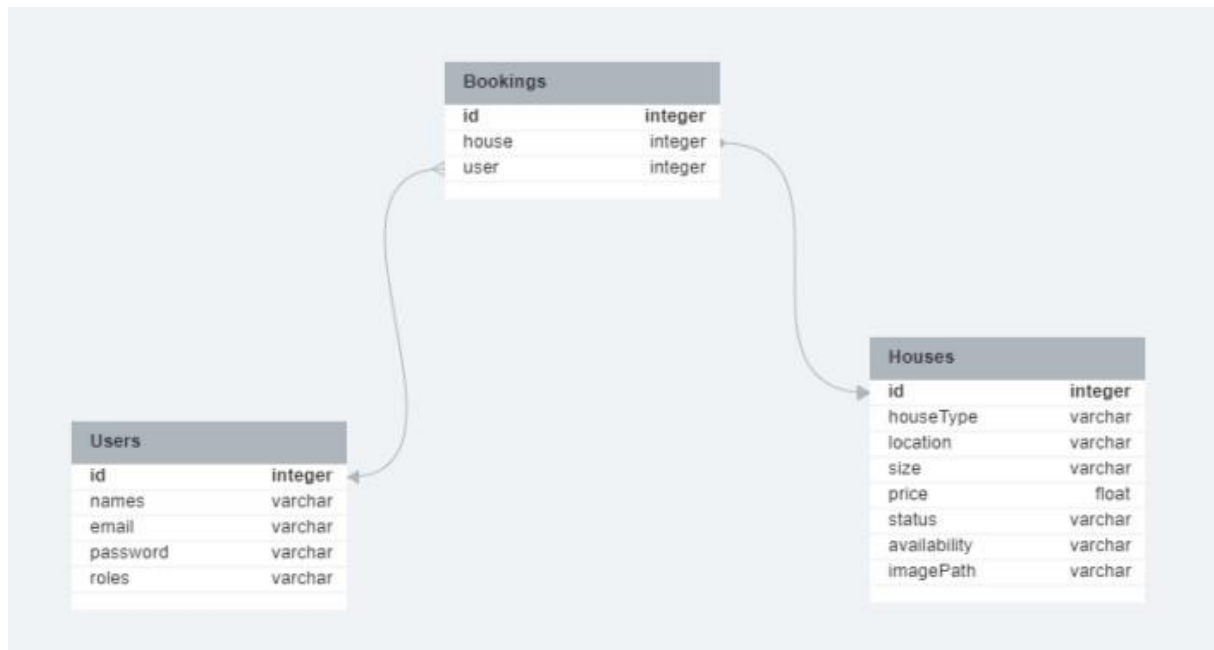 Bookings
id integer
house integer
user integer
Houses
id integer
houseType varchar
location varchar
size varchar
price float
status varchar
availability varchar
imagePath varchar
Users
id integer
names varchar
email varchar
password varchar
roles varchar